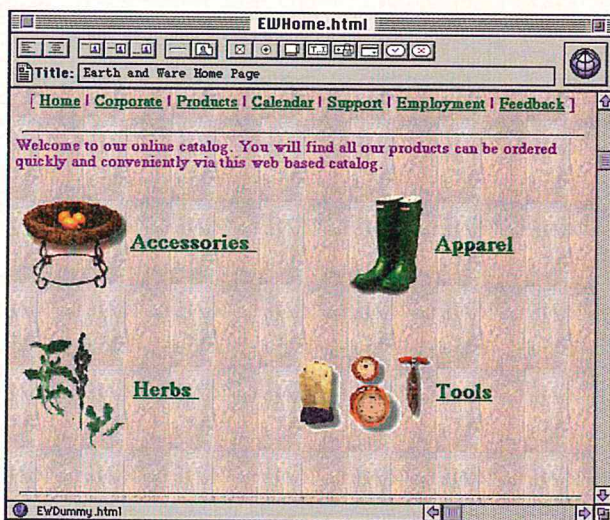 EWHome.html
Title: Earth and Ware Home Page
[ Home | Corporate | Products | Calendar | Support | Employment | Feedback ]
Welcome to our online catalog. You will find all our products can be ordered
quickly and conveniently via this web based catalog.
Accessories
Apparel
Herbs
Tools
EWDummy.html